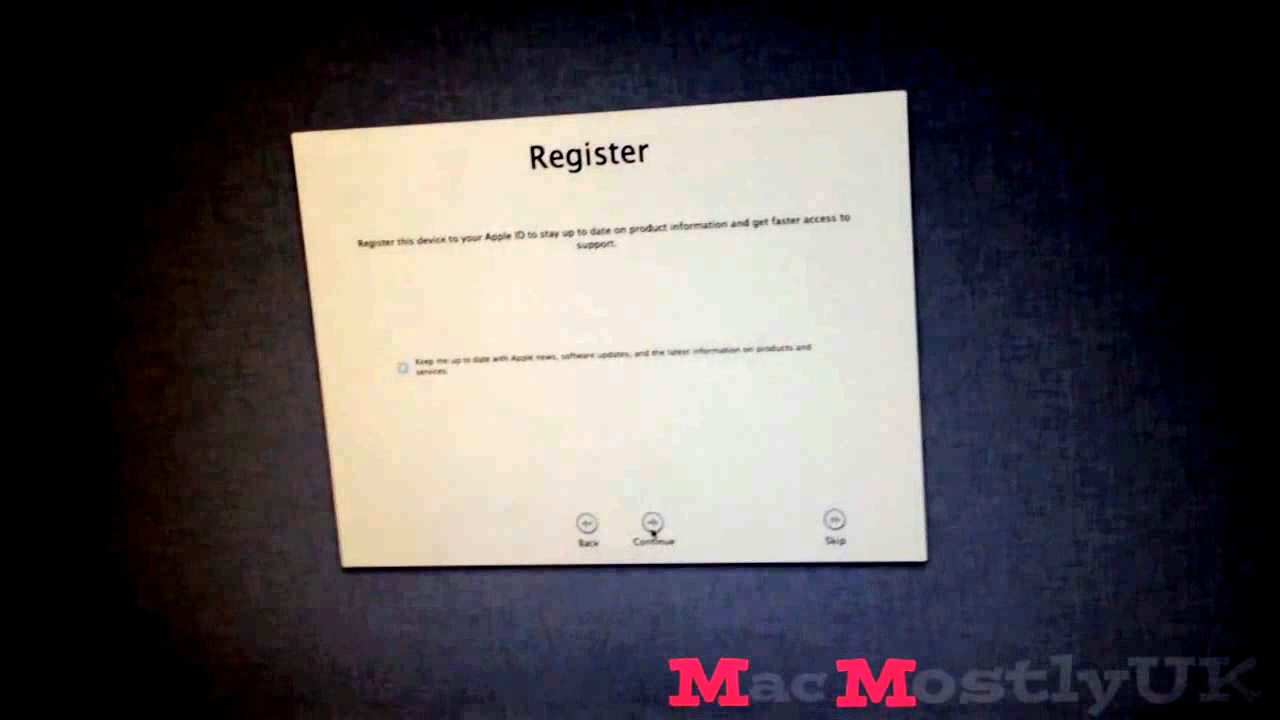 Register
Register this device to your Apple ID to stay up to date on product information and get faster access to
support.
Keep me up to date with Apple news, software updates, and the latest information on products and
services.
Back
Continue
Skip
MacMostlyUK